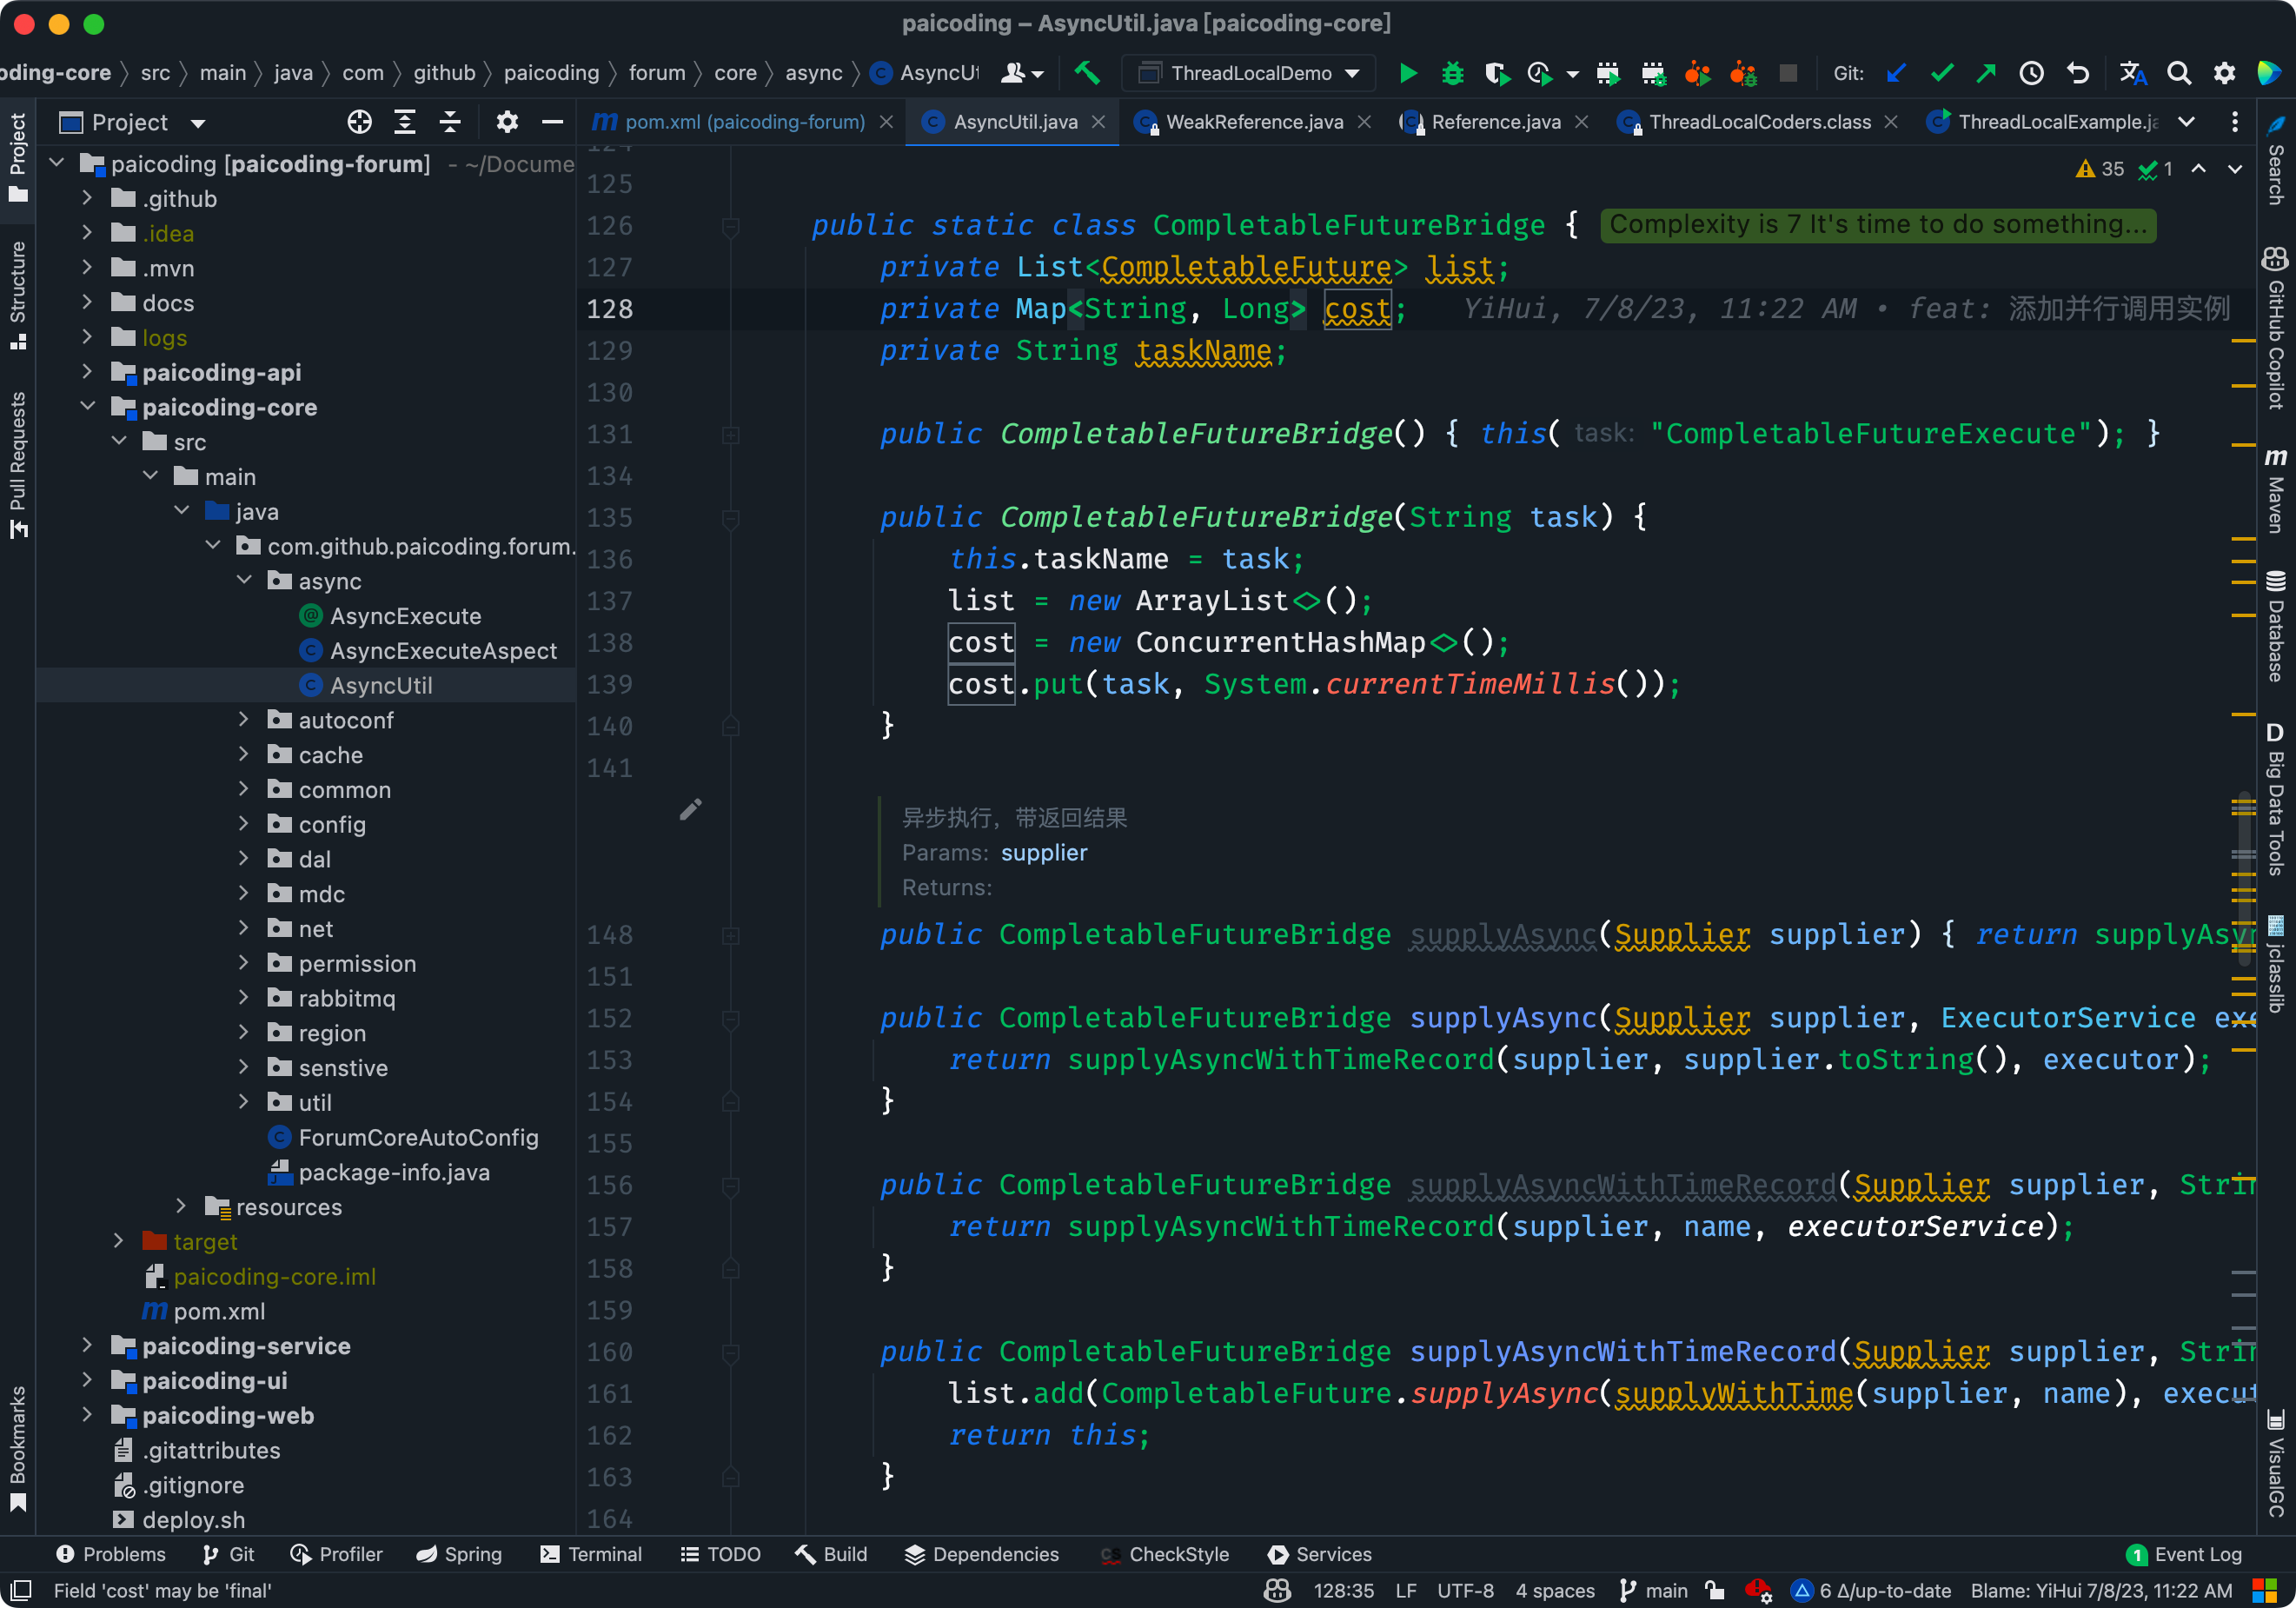 paicoding – AsyncUtil.java [paicoding-core]
oding-core src main java com github paicoding forum core async AsyncUt ThreadLocalDemo Git:
Project
pom.xml (paicoding-forum) AsyncUtil.java WeakReference.java Reference.java ThreadLocalCoders.class ThreadLocalExample.ja
35 1
paicoding [paicoding-forum] - ~/Docume
.github
.idea
.mvn
docs
logs
paicoding-api
paicoding-core
src
main
java
com.github.paicoding.forum.
async
AsyncExecute
AsyncExecuteAspect
AsyncUtil
autoconf
cache
common
config
dal
mdc
net
permission
rabbitmq
region
senstive
util
ForumCoreAutoConfig
package-info.java
resources
target
paicoding-core.iml
pom.xml
paicoding-service
paicoding-ui
paicoding-web
.gitattributes
.gitignore
deploy.sh
Project
Structure
Pull Requests
Bookmarks
124
125
126 public static class CompletableFutureBridge { Complexity is 7 It's time to do something...
127 private List<CompletableFuture> list;
128 private Map<String, Long> cost; YiHui, 7/8/23, 11:22 AM • feat: 添加并行调用实例
129 private String taskName;
130
131 public CompletableFutureBridge() { this( task: "CompletableFutureExecute"); }
134
135 public CompletableFutureBridge(String task) {
136 this.taskName = task;
137 list = new ArrayList<>();
138 cost = new ConcurrentHashMap<>();
139 cost.put(task, System.currentTimeMillis());
140 }
141
异步执行，带返回结果
Params: supplier
Returns:
148 public CompletableFutureBridge supplyAsync(Supplier supplier) { return supplyAsyn
151
152 public CompletableFutureBridge supplyAsync(Supplier supplier, ExecutorService exe
153 return supplyAsyncWithTimeRecord(supplier, supplier.toString(), executor);
154 }
155
156 public CompletableFutureBridge supplyAsyncWithTimeRecord(Supplier supplier, Strin
157 return supplyAsyncWithTimeRecord(supplier, name, executorService);
158 }
159
160 public CompletableFutureBridge supplyAsyncWithTimeRecord(Supplier supplier, Strin
161 list.add(CompletableFuture.supplyAsync(supplyWithTime(supplier, name), execut
162 return this;
163 }
164
Search
GitHub Copilot
Maven
Database
D Big Data Tools
jclasslib
VisualGC
Problems Git Profiler Spring Terminal TODO Build Dependencies CheckStyle Services 1 Event Log
Field 'cost' may be 'final' 128:35 LF UTF-8 4 spaces main 6 Δ/up-to-date Blame: YiHui 7/8/23, 11:22 AM